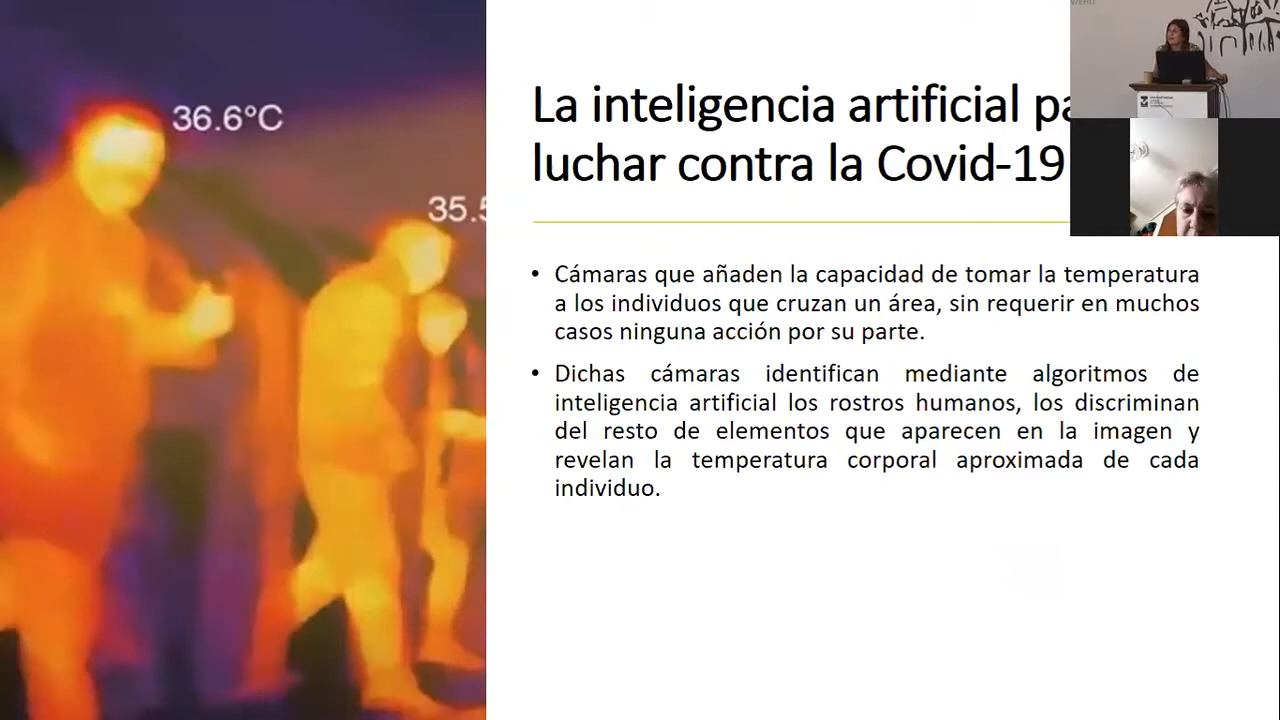 36.6°C
35.5
La inteligencia artificial
luchar contra la Covid-19
• Cámaras que añaden la capacidad de tomar la temperatura
a los individuos que cruzan un área, sin requerir en muchos
casos ninguna acción por su parte.
• Dichas cámaras identifican mediante algoritmos de
inteligencia artificial los rostros humanos, los discriminan
del resto de elementos que aparecen en la imagen y
revelan la temperatura corporal aproximada de cada
individuo.